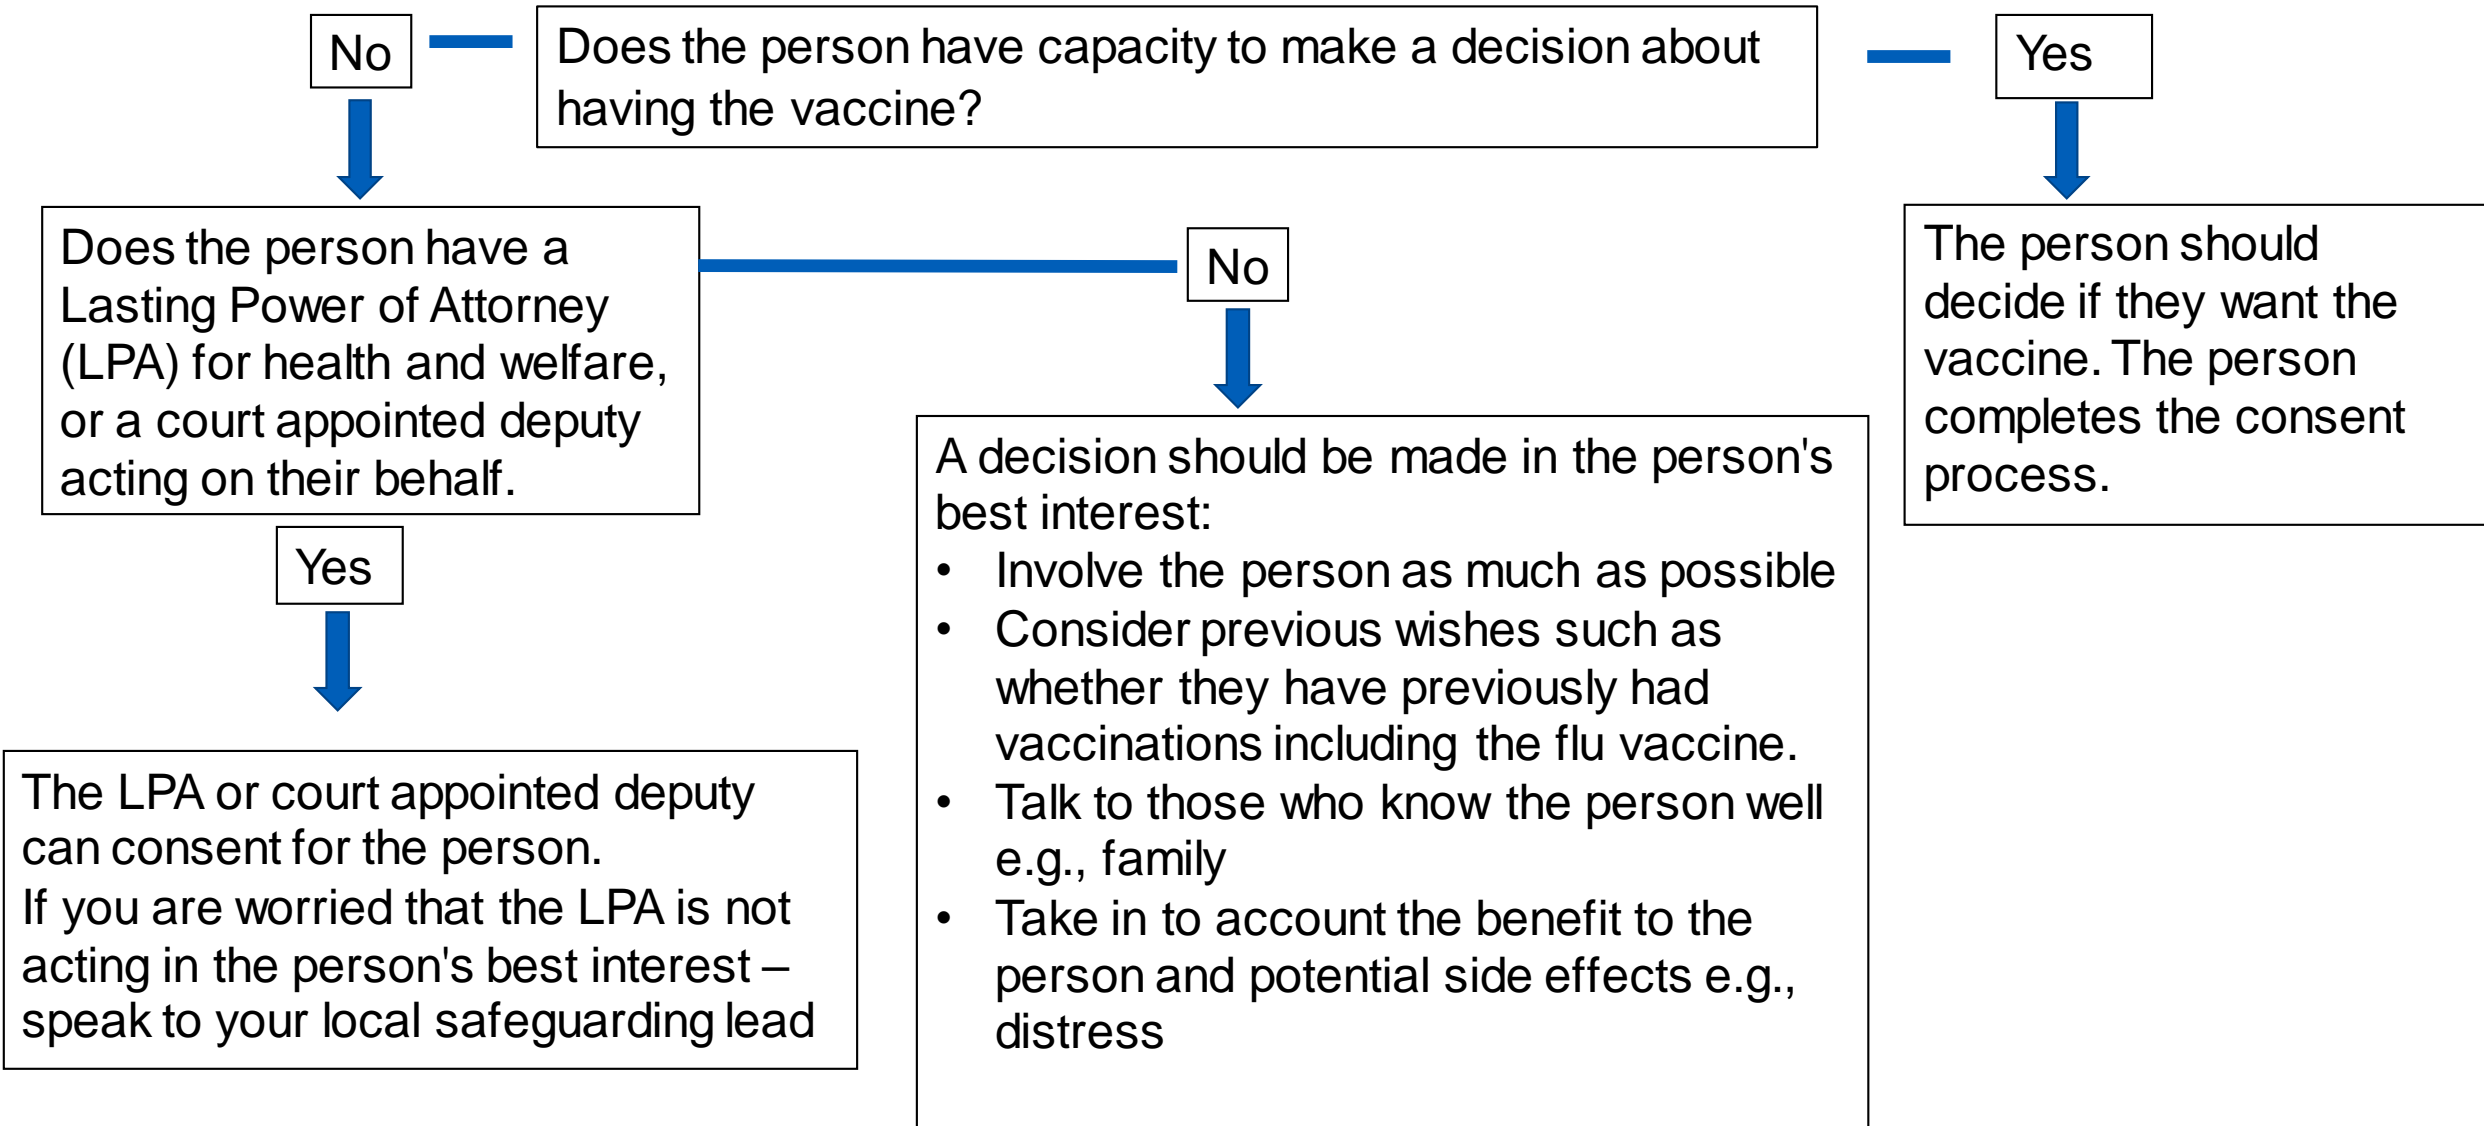 No
Does the person have capacity to make a decision about
having the vaccine?
Yes
Does the person have a
Lasting Power of Attorney
(LPA) for health and welfare,
or a court appointed deputy
acting on their behalf.
No
The person should
decide if they want the
vaccine. The person
completes the consent
process.
Yes
A decision should be made in the person's
best interest:
• Involve the person as much as possible
• Consider previous wishes such as
whether they have previously had
vaccinations including the flu vaccine.
• Talk to those who know the person well
e.g., family
• Take in to account the benefit to the
person and potential side effects e.g.,
distress
The LPA or court appointed deputy
can consent for the person.
If you are worried that the LPA is not
acting in the person's best interest –
speak to your local safeguarding lead